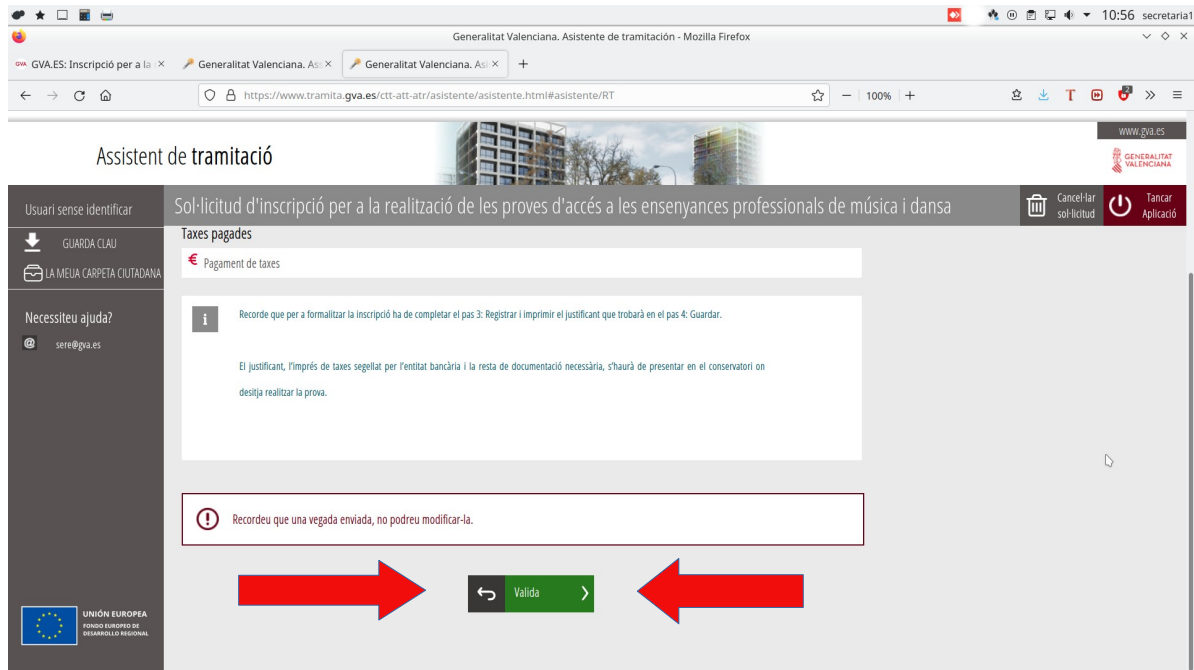 10:56 secretaria1
Generalitat Valenciana. Asistente de tramitación - Mozilla Firefox
GVA GVA.ES: Inscripció per a la
Generalitat Valenciana. As
Generalitat Valenciana. Asi
https://www.tramita.gva.es/ctt-att-atr/asistente/asistente.html#asistente/RT
100%
www.gva.es
Assistent de tramitació
GENERALITAT
VALENCIANA
Usuari sense identificar
Sol·licitud d'inscripció per a la realització de les proves d'accés a les ensenyances professionals de música i dansa
Cancel·lar
sol·licitud
Tancar
Aplicació
GUARDA CLAU
LA MEUA CARPETA CIUTADANA
Necessiteu ajuda?
sere@gva.es
Taxes pagades
€ Pagament de taxes
i
Recorde que per a formalitzar la inscripció ha de completar el pas 3: Registrar i imprimir el justificant que trobarà en el pas 4: Guardar.
El justificant, l'imprés de taxes segellat per l'entitat bancària i la resta de documentació necessària, s'haurà de presentar en el conservatori on
desitja realitzar la prova.
Recordeu que una vegada enviada, no podreu modificar-la.
Valida
UNIÓN EUROPEA
FONDO EUROPEO DE
DESARROLLO REGIONAL